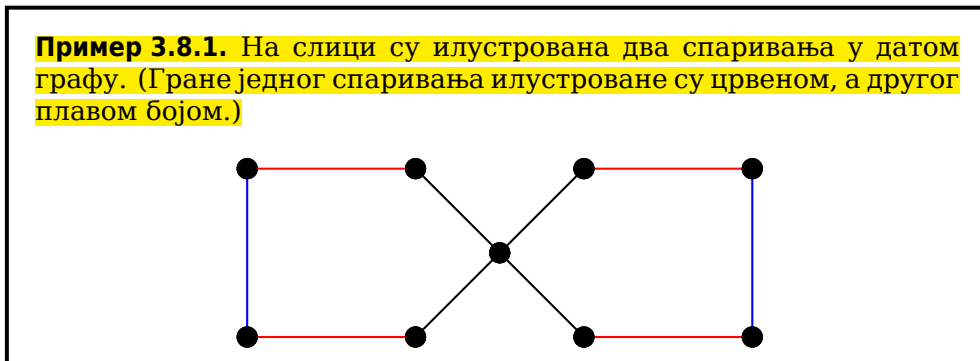 Пример 3.8.1. На слици су илустрована два спаривања у датом
графу. (Гране једног спаривања илустроване су црвеном, а другог
плавом бојом.)